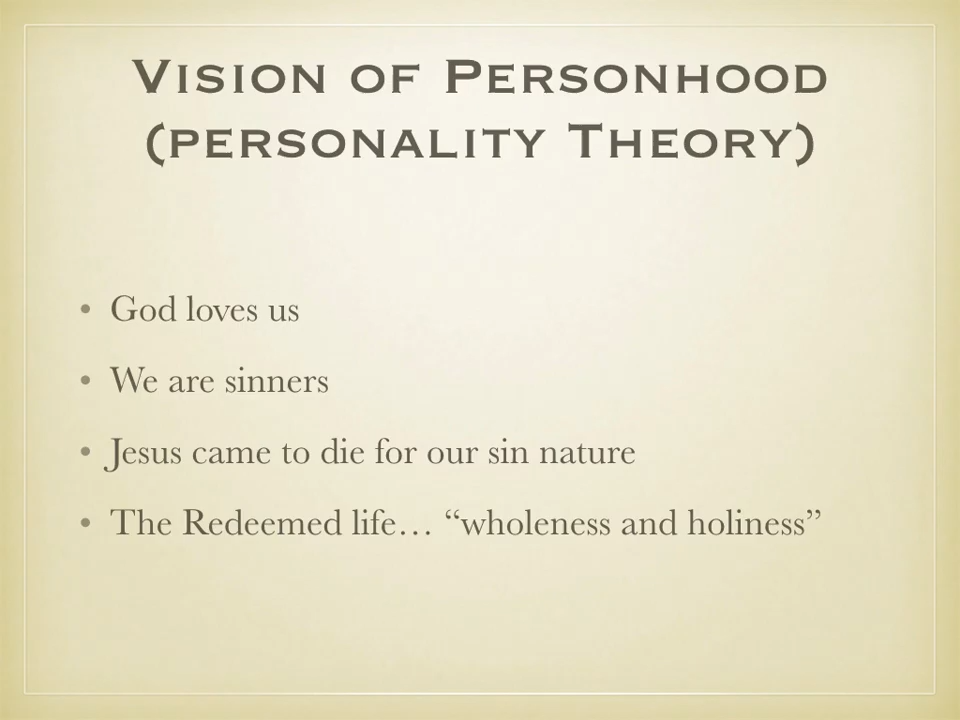 Vision of Personhood
(personality Theory)
• God loves us
• We are sinners
• Jesus came to die for our sin nature
• The Redeemed life… “wholeness and holiness”